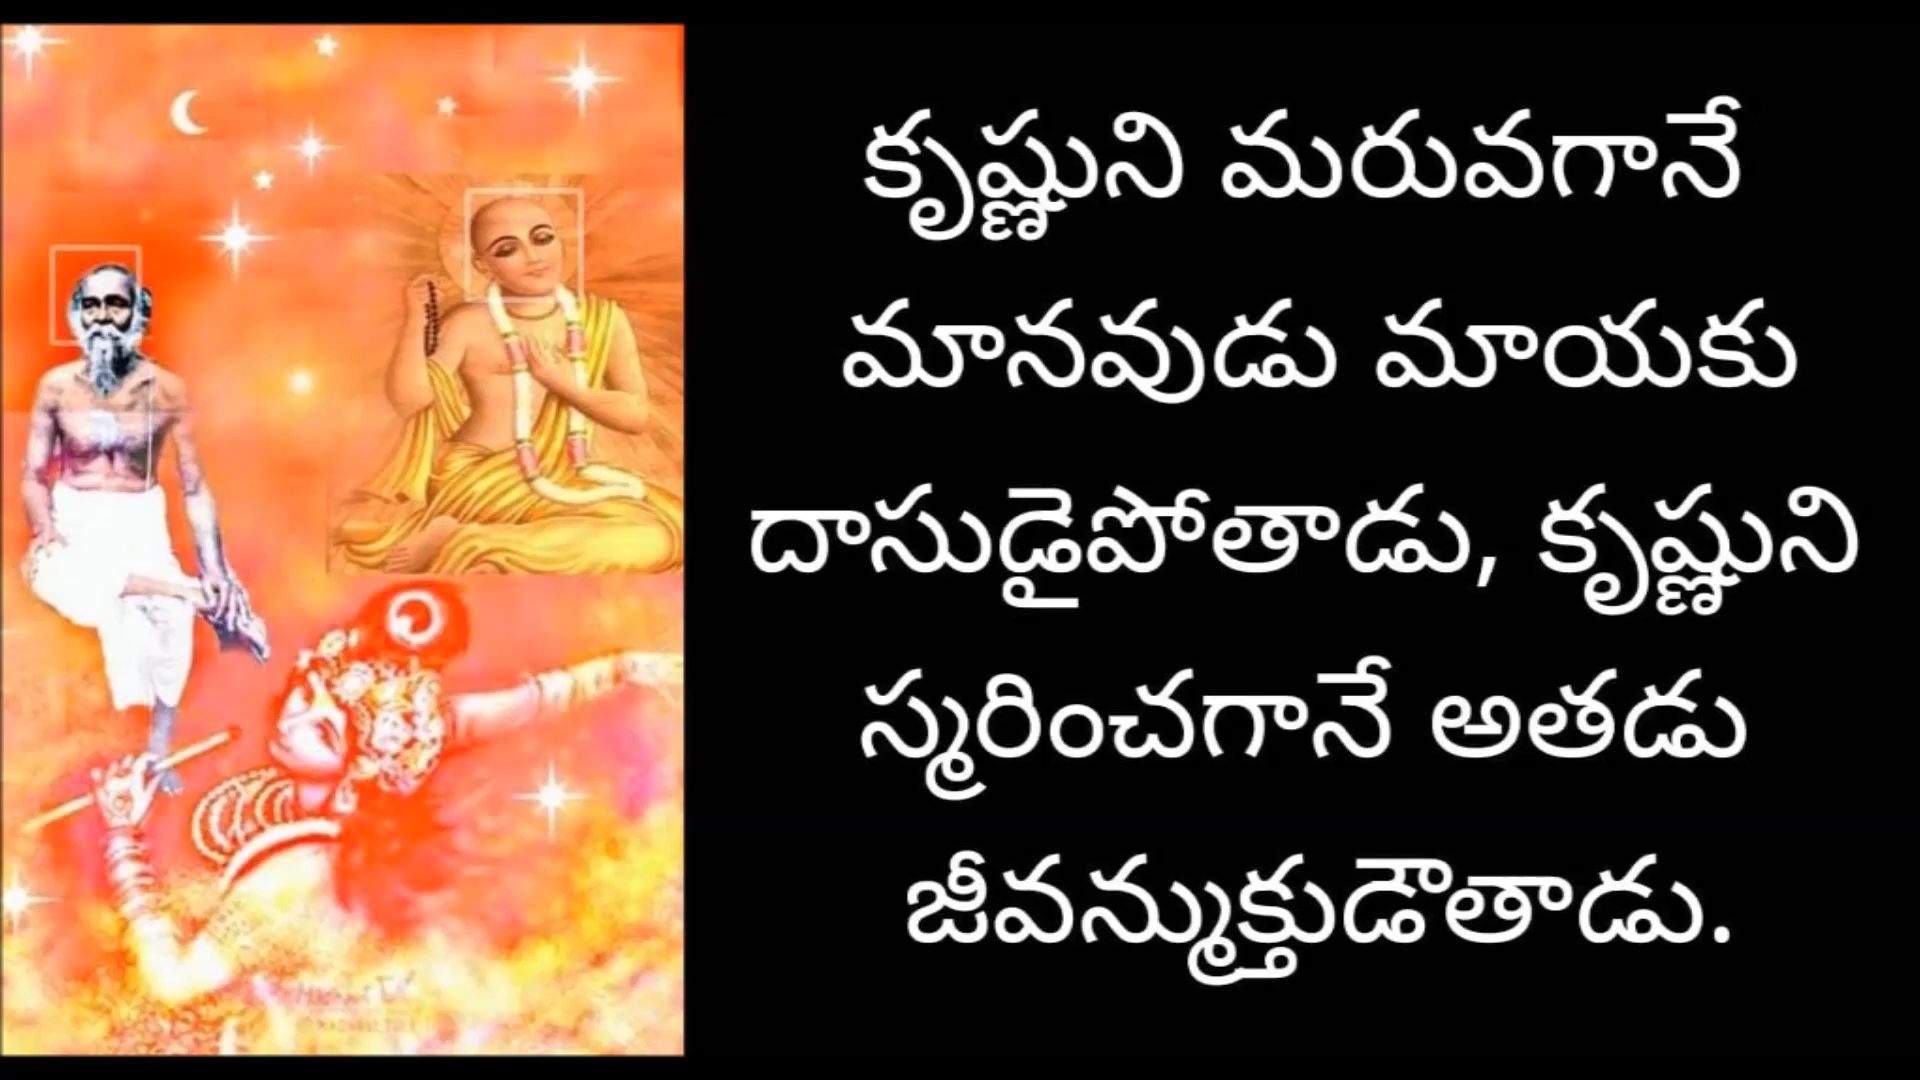 కృష్ణుని మరువగానే
మానవుడు మాయకు
దాసుడైపోతాడు, కృష్ణుని
స్మరించగానే అతడు
జీవన్ముక్తుడౌతాడు.